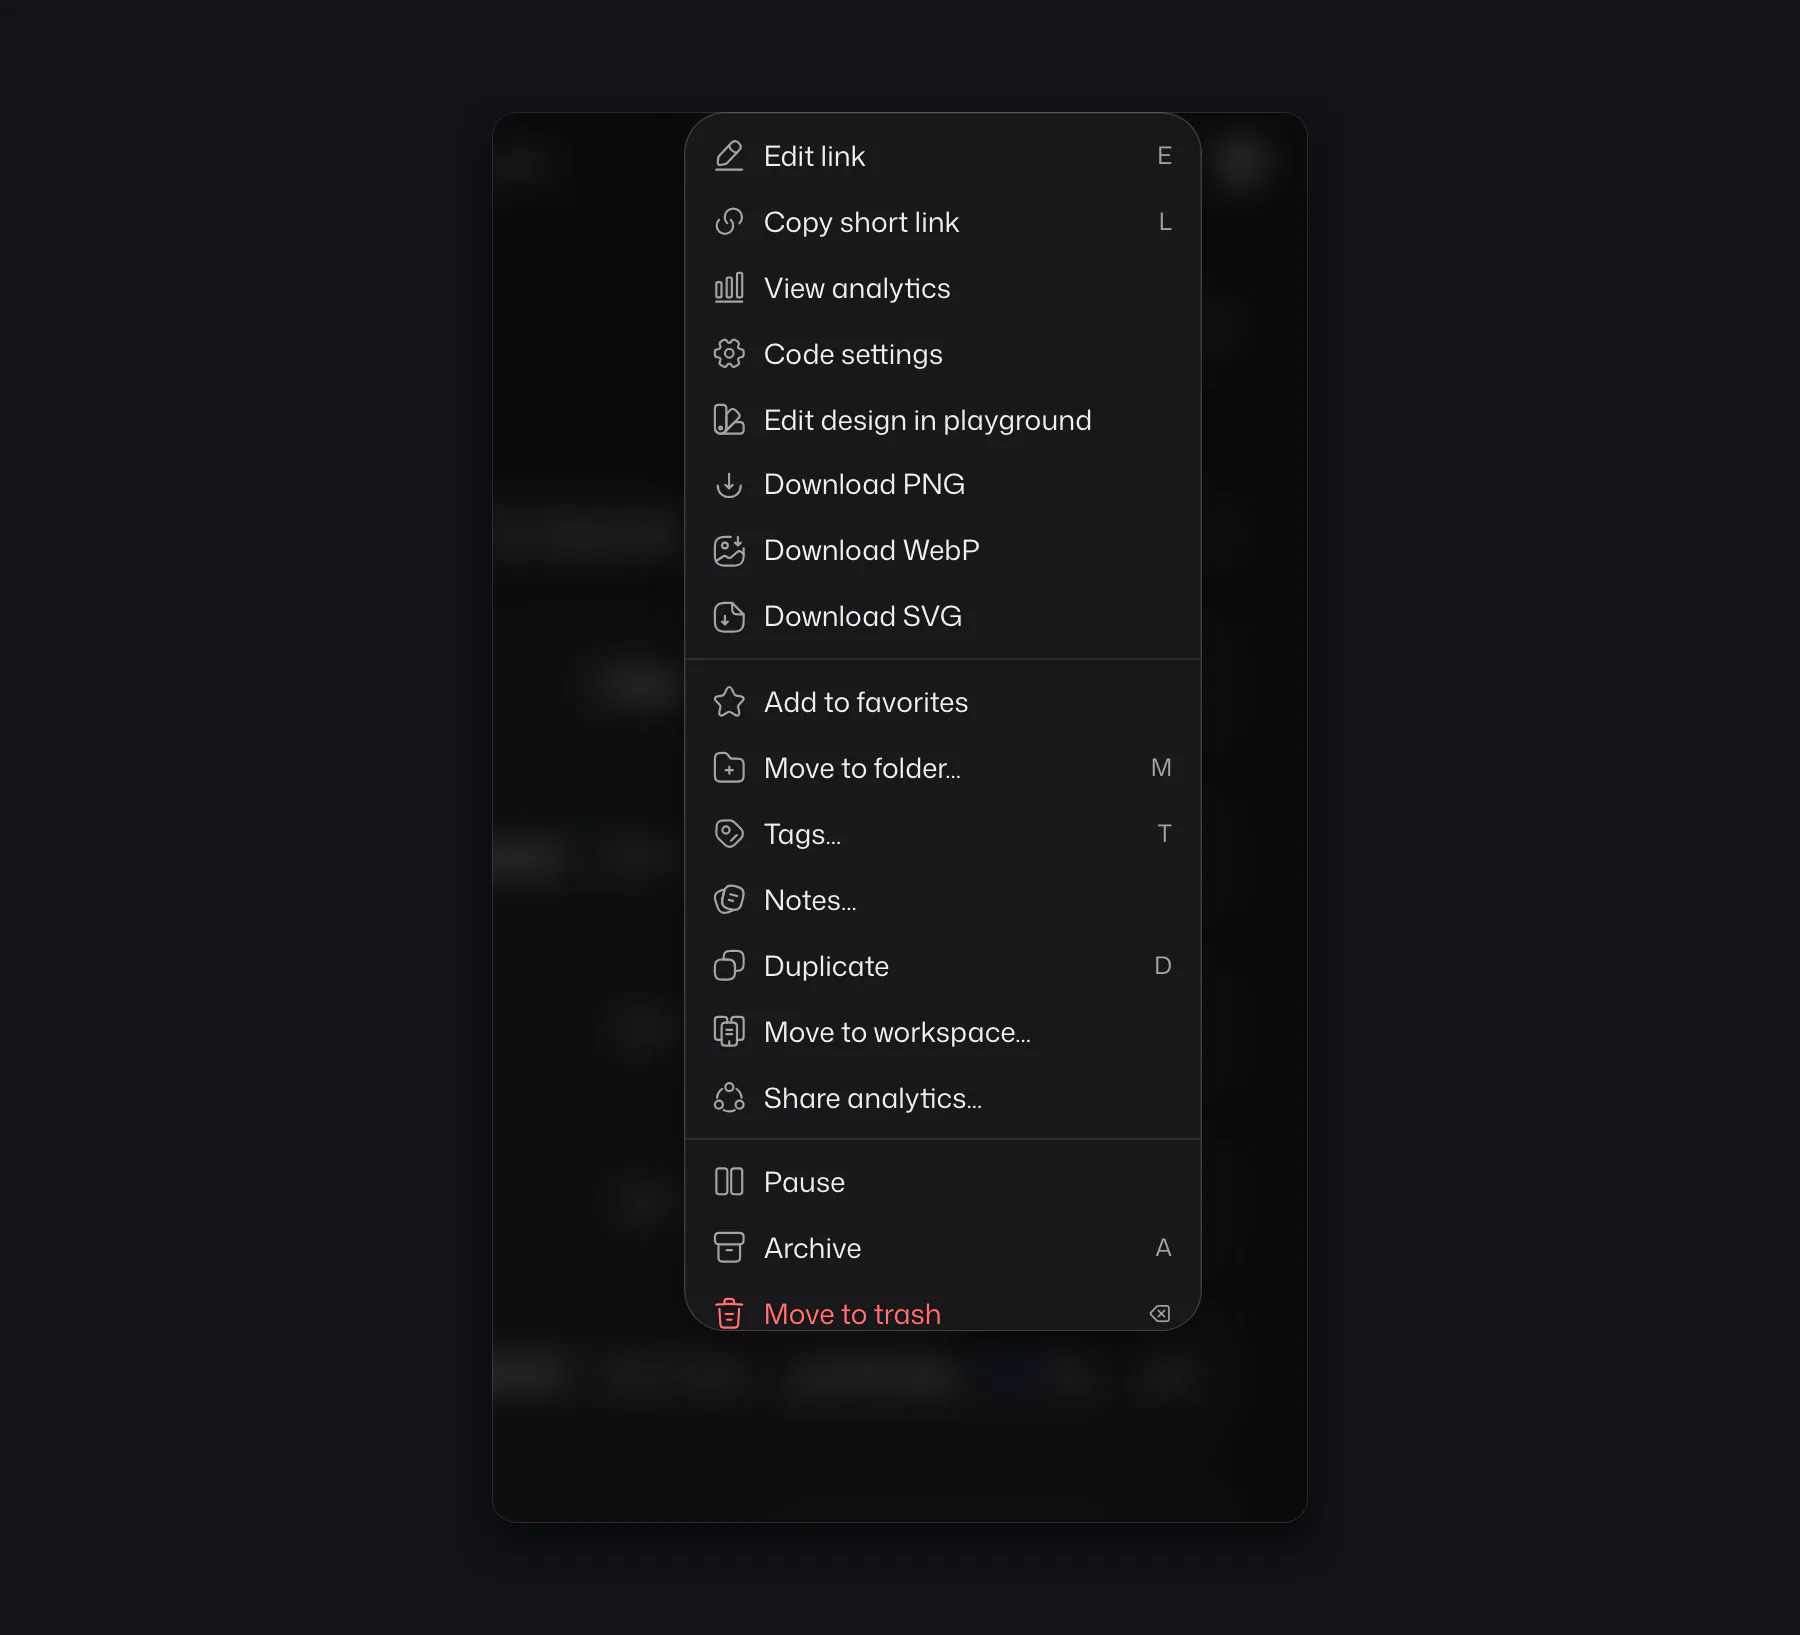 Edit link E
Copy short link L
View analytics
Code settings
Edit design in playground
Download PNG
Download WebP
Download SVG
Add to favorites
Move to folder... M
Tags... T
Notes...
Duplicate D
Move to workspace...
Share analytics...
Pause
Archive A
Move to trash